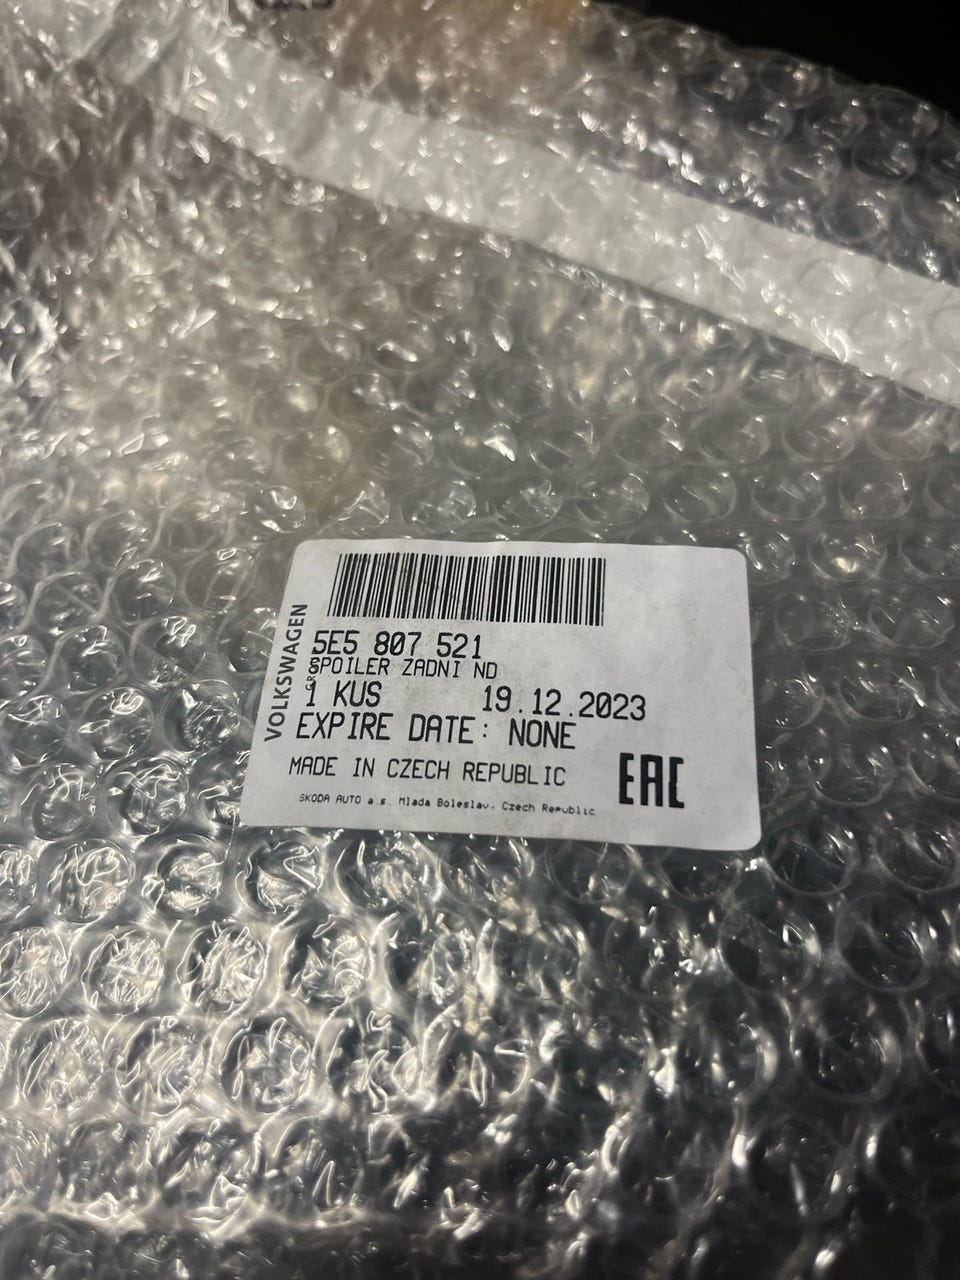 VOLKSWAGEN
5E5 807 521
SPOILER ZADNI ND
1 KUS 19.12.2023
EXPIRE DATE: NONE
MADE IN CZECH REPUBLIC
EAC
SKODA AUTO a.s. Mlada Boleslav, Czech Republic